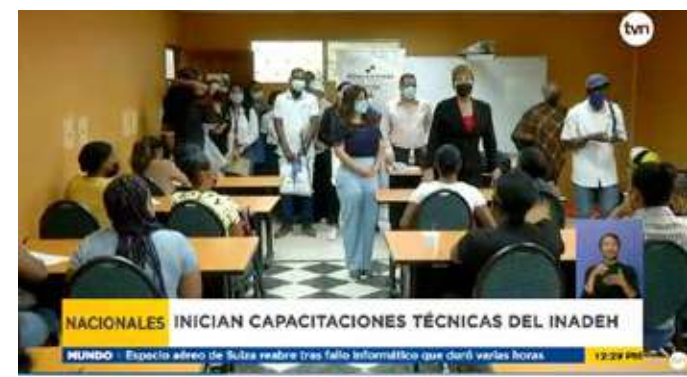 tvn
NACIONALES INICIAN CAPACITACIONES TÉCNICAS DEL INADEH
MUNDO Espacio aéreo de Suiza reabre tras fallo informático que duró varias horas 12:29 PM